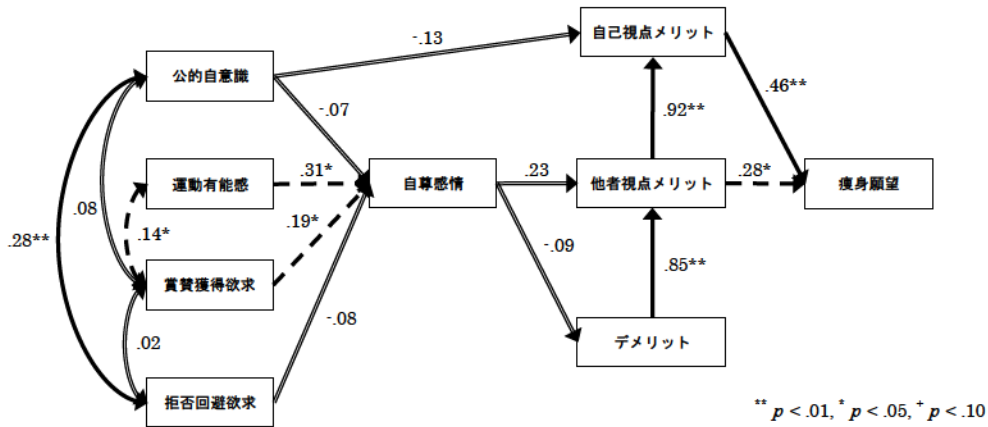 -.13
自己視点メリット
公的自意識
.46**
-.07
.92**
運動有能感
.31*
自尊感情
.23
他者視点メリット
.28*
痩身願望
.08
.19*
.28**
.14*
-.09
.85**
賞賛獲得欲求
-.08
.02
デメリット
拒否回避欲求
** p < .01, * p < .05, + p < .10